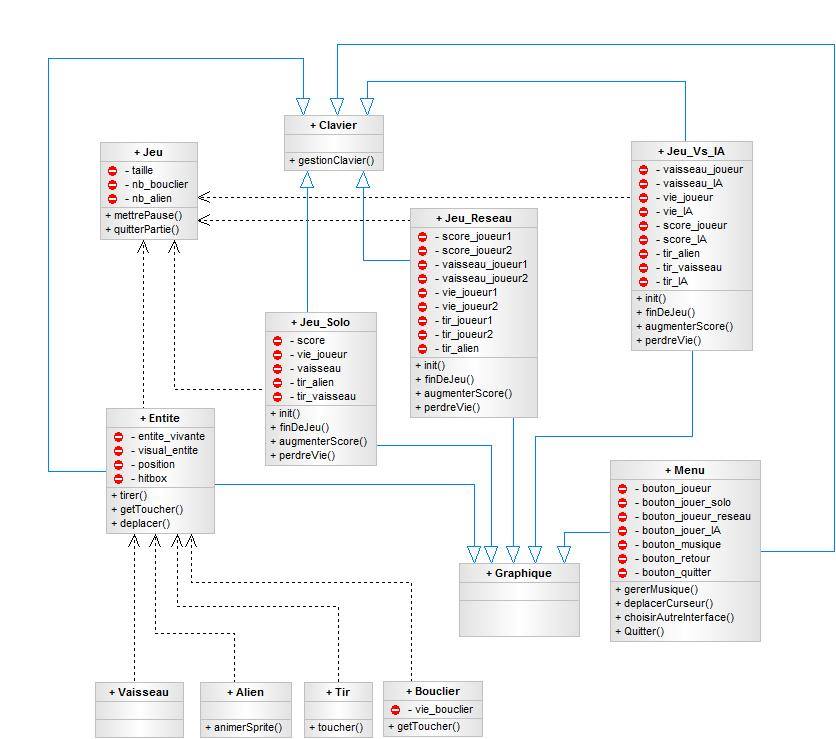 + Clavier
+ gestionClavier()
+ Jeu
- taille
- nb_bouclier
- nb_alien
+ mettrePause()
+ quitterPartie()
+ Jeu_Vs_IA
- vaisseau_joueur
- vaisseau_IA
- vie_joueur
- vie_IA
- score_joueur
- score_IA
- tir_alien
- tir_vaisseau
- tir_IA
+ init()
+ finDeJeu()
+ augmenterScore()
+ perdreVie()
+ Jeu_Reseau
- score_joueur1
- score_joueur2
- vaisseau_joueur1
- vaisseau_joueur2
- vie_joueur1
- vie_joueur2
- tir_joueur1
- tir_joueur2
- tir_alien
+ init()
+ finDeJeu()
+ augmenterScore()
+ perdreVie()
+ Jeu_Solo
- score
- vie_joueur
- vaisseau
- tir_alien
- tir_vaisseau
+ init()
+ finDeJeu()
+ augmenterScore()
+ perdreVie()
+ Entite
- entite_vivante
- visual_entite
- position
- hitbox
+ tirer()
+ getToucher()
+ deplacer()
+ Menu
- bouton_joueur
- bouton_jouer_solo
- bouton_joueur_reseau
- bouton_jouer_IA
- bouton_musique
- bouton_retour
- bouton_quitter
+ gererMusique()
+ deplacerCurseur()
+ choisirAutreInterface()
+ Quitter()
+ Graphique
+ Vaisseau
+ Alien
+ animerSprite()
+ Tir
+ toucher()
+ Bouclier
- vie_bouclier
+ getToucher()